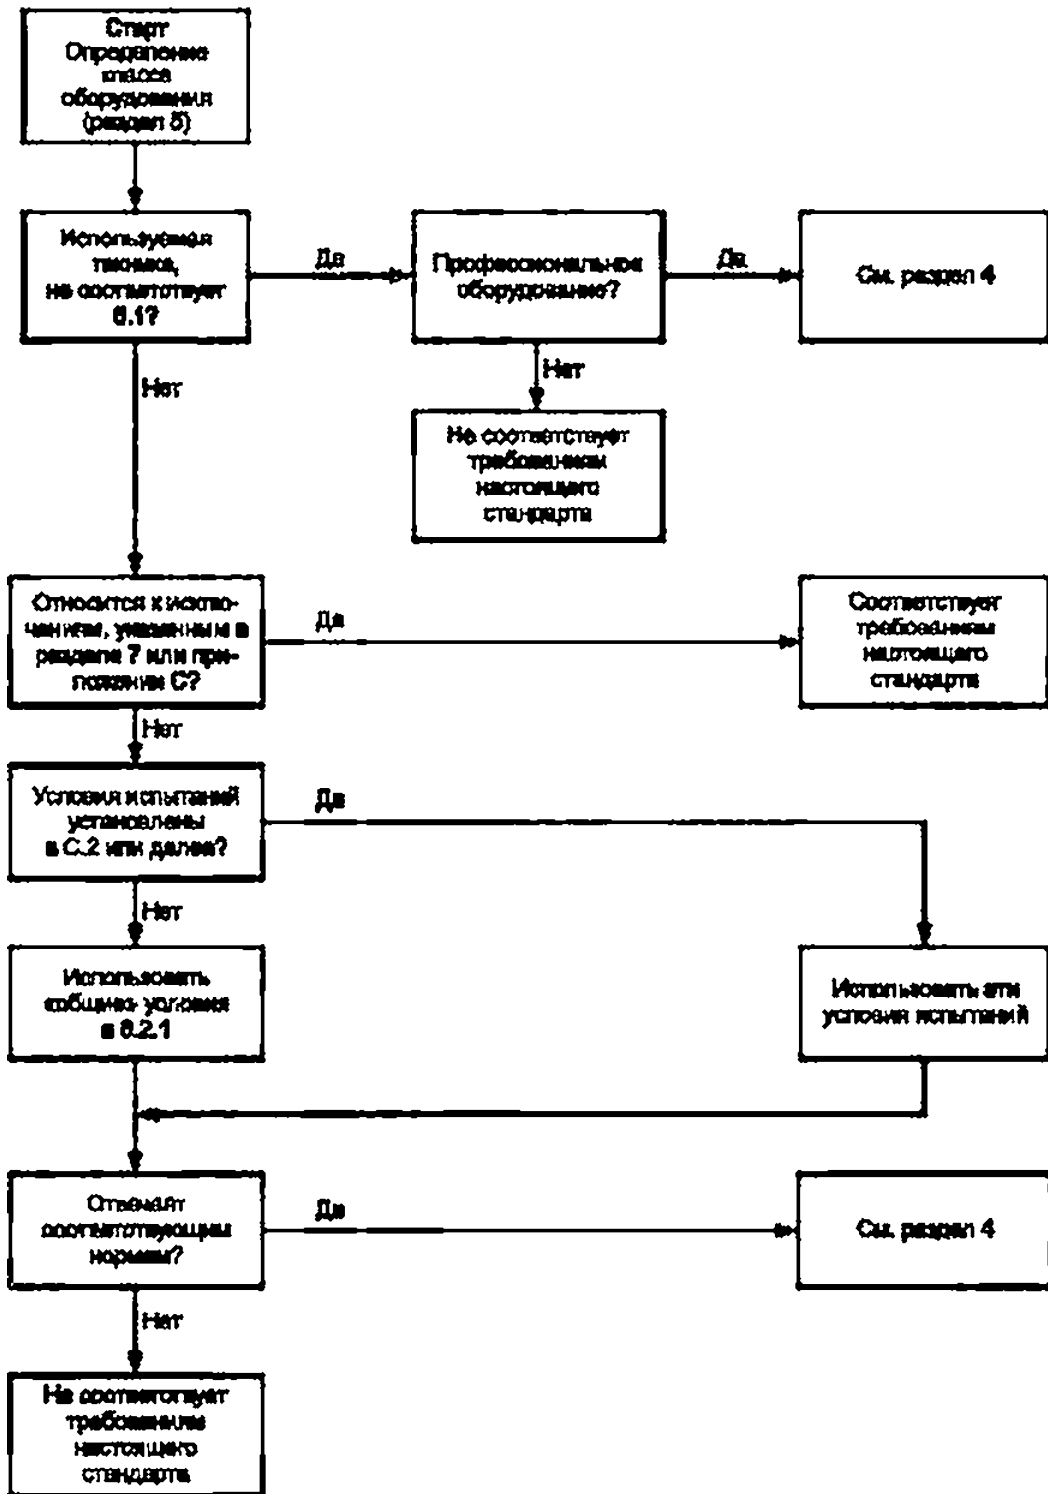 Старт
Определение
класса
оборудования
(раздел 5)
Используемая
техника,
не соответствует
6.1?
Да
Профессиональное
оборудование?
Да
См. раздел 4
Нет
Нет
Не соответствует
требованиям
настоящего
стандарта
Относится к исклю-
чениям, указанным в
разделе 7 или при-
ложении С?
Да
Соответствует
требованиям
настоящего
стандарта
Нет
Условия испытаний
установлены
в С.2 или далее?
Да
Нет
Использовать
«общие» условия
в 6.2.1
Использовать эти
условия испытаний
Отвечает
соответствующим
нормам?
Да
См. раздел 4
Нет
Не соответствует
требованиям
настоящего
стандарта